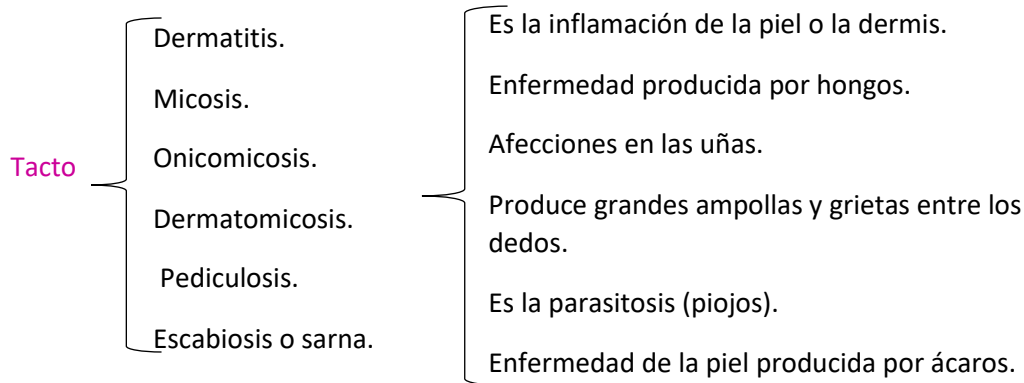 Tacto
Dermatitis.
Micosis.
Onicomicosis.
Dermatomicosis.
Pediculosis.
Escabiosis o sarna.
Es la inflamación de la piel o la dermis.
Enfermedad producida por hongos.
Afecciones en las uñas.
Produce grandes ampollas y grietas entre los
dedos.
Es la parasitosis (piojos).
Enfermedad de la piel producida por ácaros.